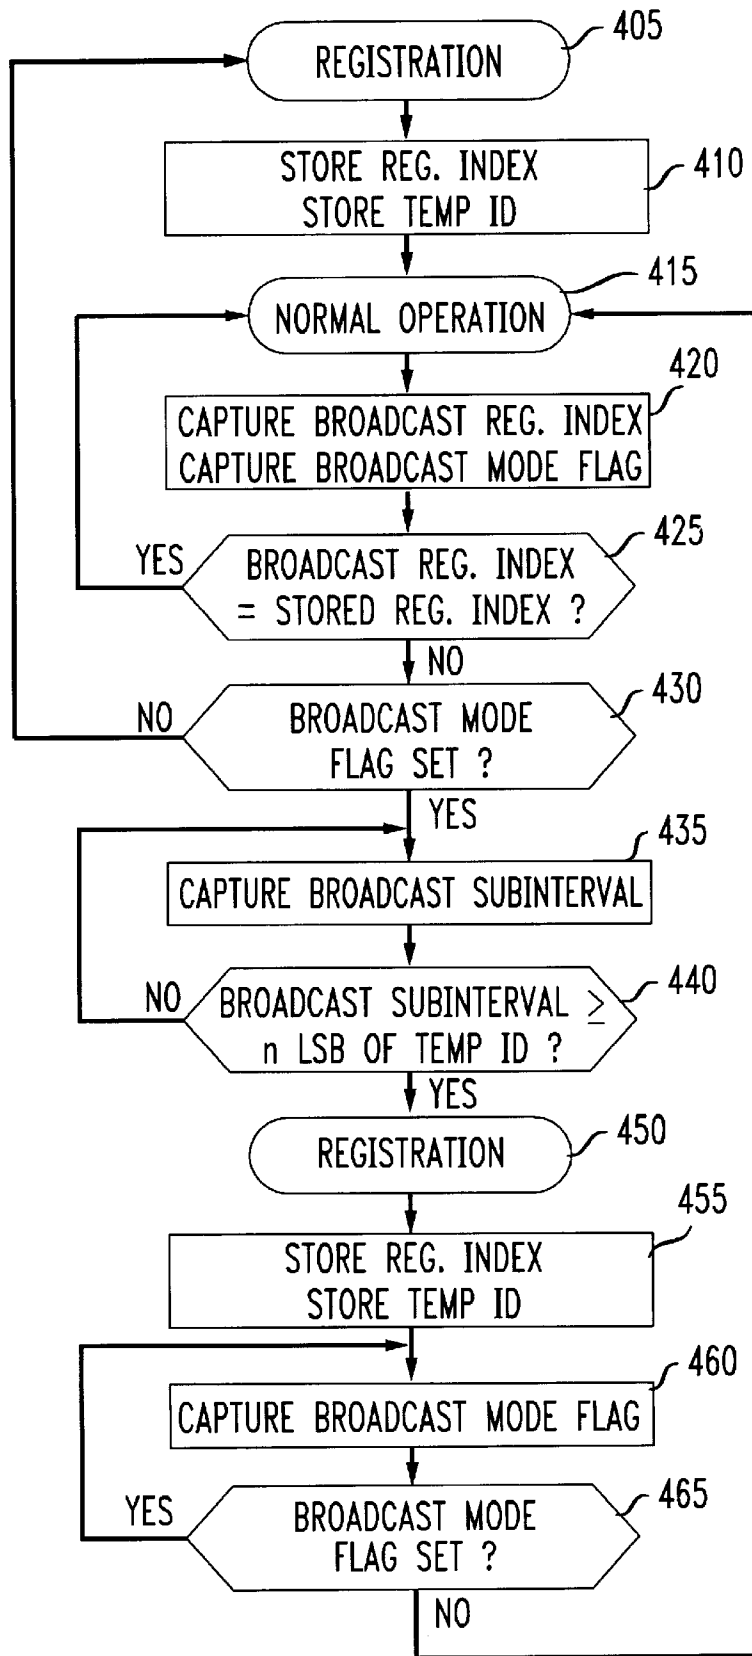 405
REGISTRATION
410
STORE REG. INDEX
STORE TEMP ID
415
NORMAL OPERATION
420
CAPTURE BROADCAST REG. INDEX
CAPTURE BROADCAST MODE FLAG
425
YES
BROADCAST REG. INDEX
= STORED REG. INDEX ?
NO
430
NO
BROADCAST MODE
FLAG SET ?
YES
435
CAPTURE BROADCAST SUBINTERVAL
440
NO
BROADCAST SUBINTERVAL ≥
n LSB OF TEMP ID ?
YES
450
REGISTRATION
455
STORE REG. INDEX
STORE TEMP ID
460
CAPTURE BROADCAST MODE FLAG
465
YES
BROADCAST MODE
FLAG SET ?
NO